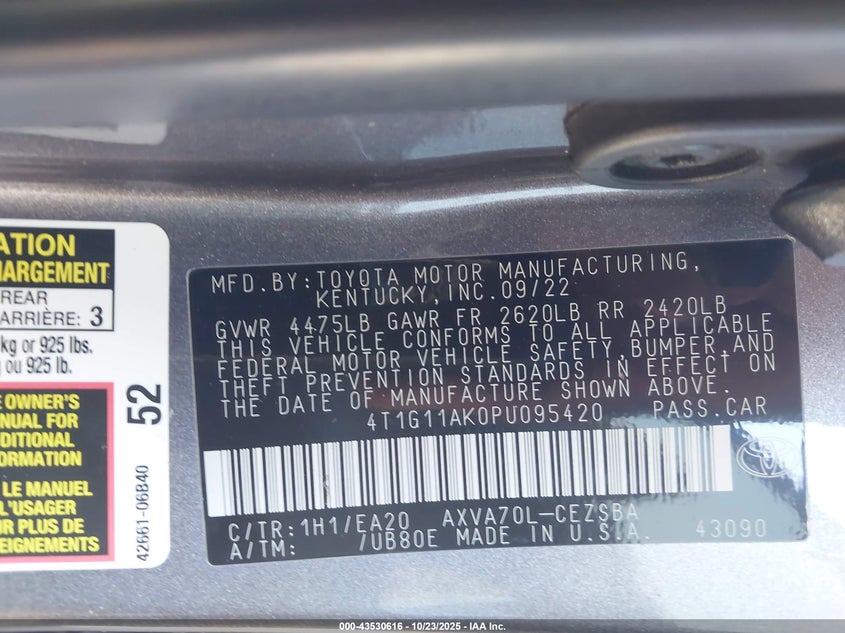 ATION
HARGEMENT
REAR
ARRIÈRE: 3
kg or 925 lbs.
ou 925 lb.
E OWNER'S
ANUAL FOR
DITIONAL
FORMATION
LE MANUEL
L'USAGER
R PLUS DE
EIGNEMENTS
52
42661-06B40
MFD.BY:TOYOTA MOTOR MANUFACTURING,
KENTUCKY,INC.09/22
GVWR 4475LB GAWR FR 2620LB RR 2420LB
THIS VEHICLE CONFORMS TO ALL APPLICABLE
FEDERAL MOTOR VEHICLE SAFETY,BUMPER,AND
THEFT PREVENTION STANDARDS IN EFFECT ON
THE DATE OF MANUFACTURE SHOWN ABOVE.
4T1G11AK0PU095420 PASS.CAR
C/TR:1H1/EA20 AXVA70L-CEZSBA
A/TM: /UB80E MADE IN U.S.A. 43090
000-43530616 - 10/23/2025 - IAA Inc.